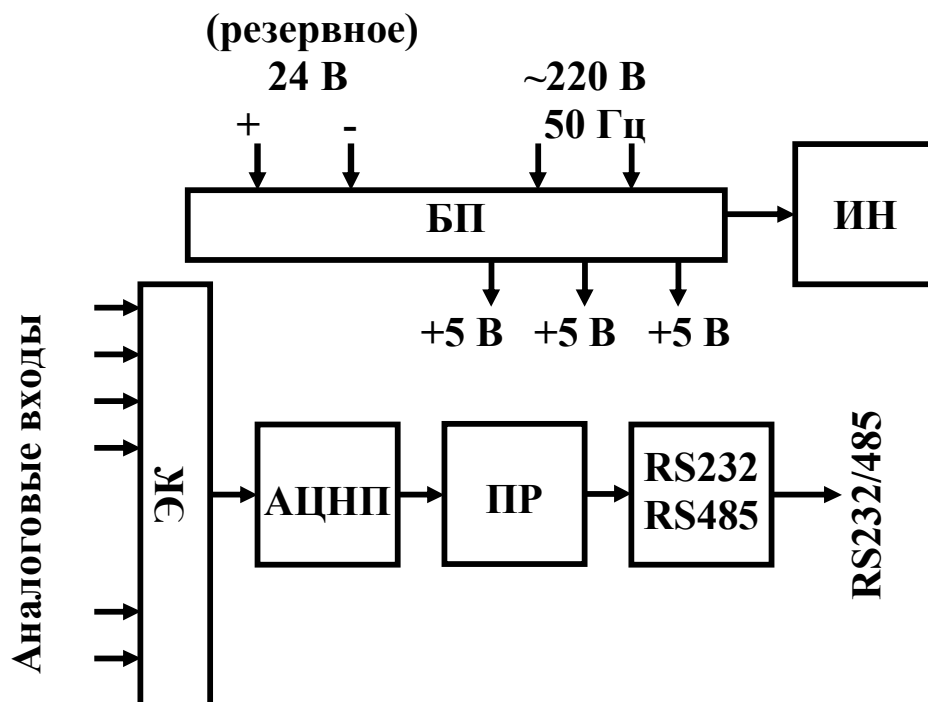 (резервное)
24 В
~220 В
+
-
50 Гц
БП
ИН
+5 В
+5 В
+5 В
Аналоговые входы
ЭК
АЦНП
ПР
RS232
RS485
RS232/485